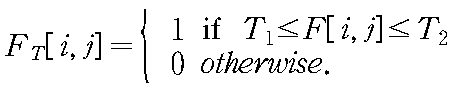 F_T[i, j] = { 1 if T_1 ≤ F[i, j] ≤ T_2
0 otherwise.